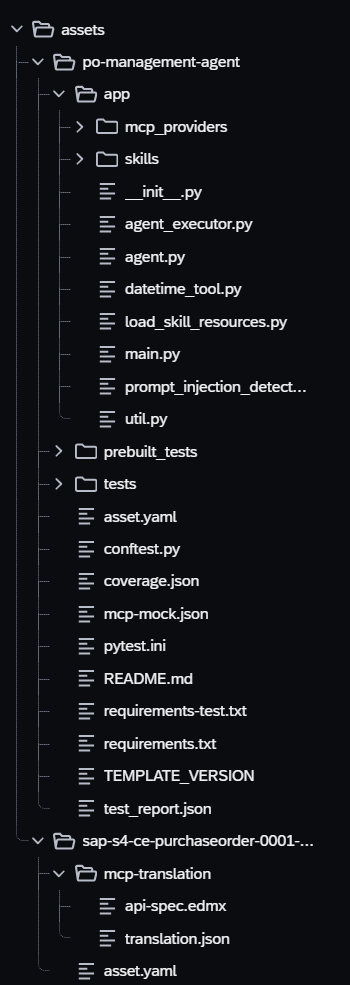 assets
po-management-agent
app
mcp_providers
skills
__init__.py
agent_executor.py
agent.py
datetime_tool.py
load_skill_resources.py
main.py
prompt_injection_detect...
util.py
prebuilt_tests
tests
asset.yaml
conftest.py
coverage.json
mcp-mock.json
pytest.ini
README.md
requirements-test.txt
requirements.txt
TEMPLATE_VERSION
test_report.json
sap-s4-ce-purchaseorder-0001-...
mcp-translation
api-spec.edmx
translation.json
asset.yaml